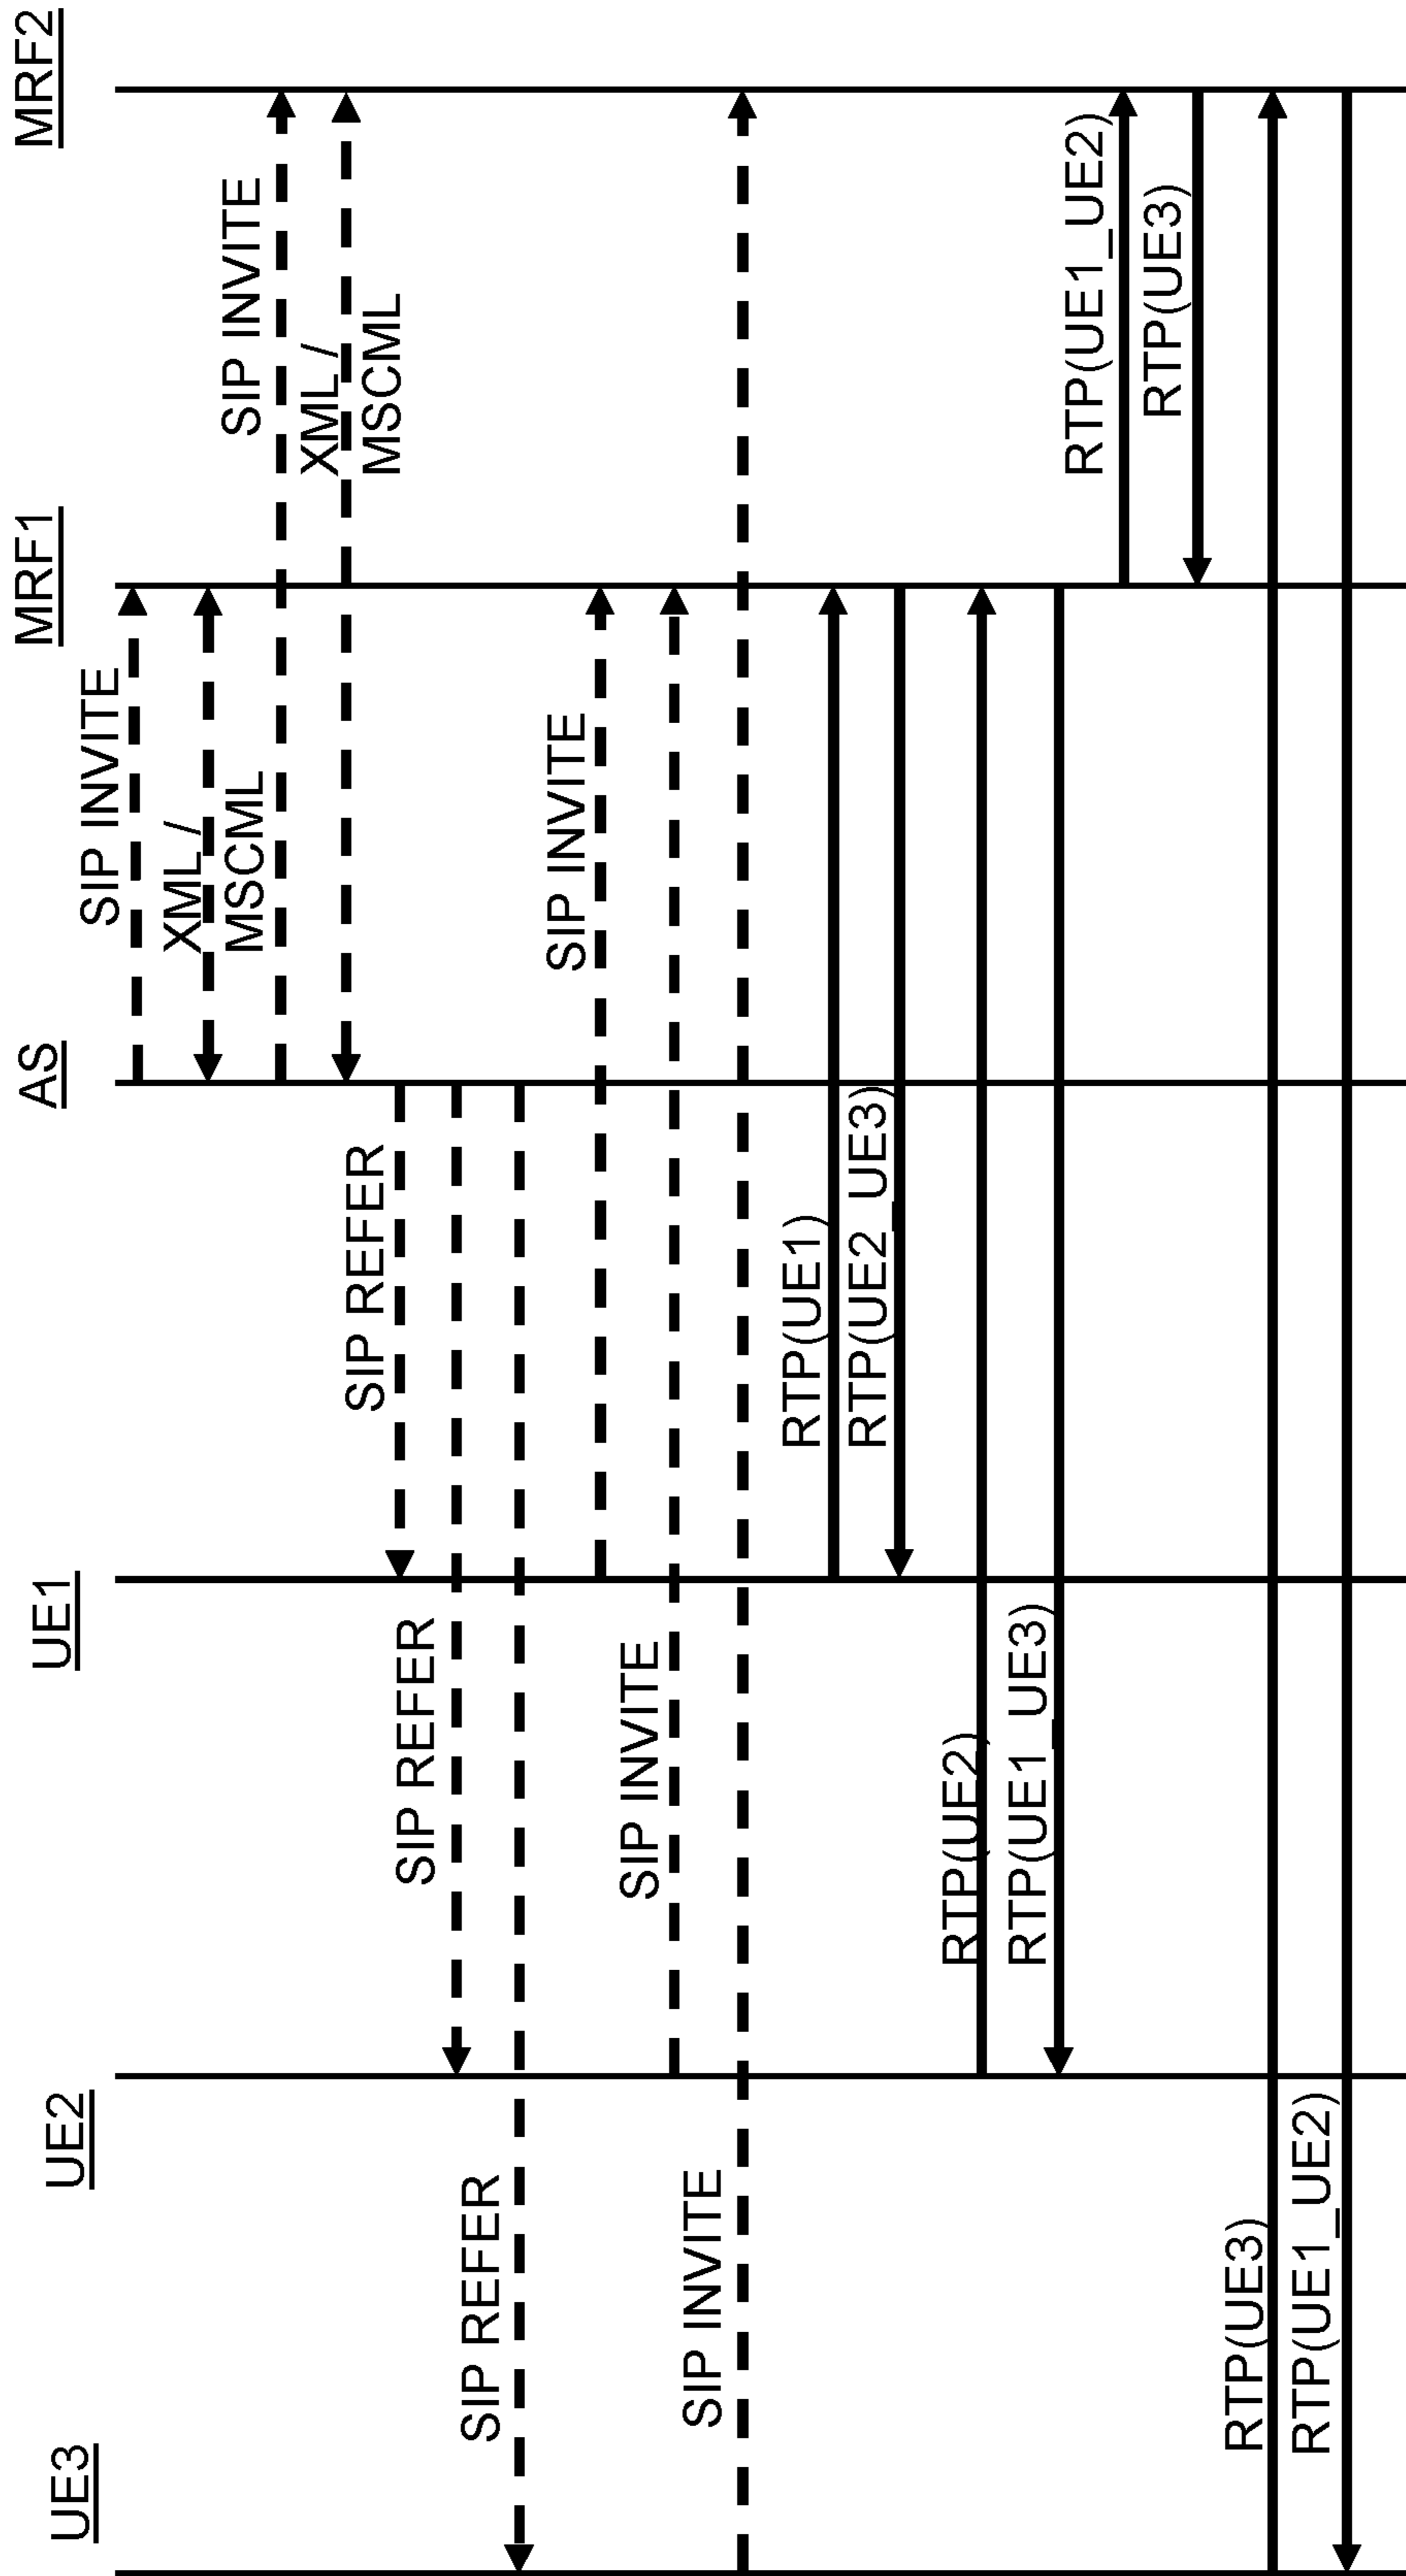 UE3
UE2
UE1
AS
MRF1
MRF2
SIP INVITE
XML /
MSCML
SIP INVITE
XML /
MSCML
SIP REFER
SIP REFER
SIP REFER
SIP INVITE
SIP INVITE
SIP INVITE
RTP(UE1)
RTP(UE2_UE3)
RTP(UE2)
RTP(UE1_UE3)
RTP(UE1_UE2)
RTP(UE3)
RTP(UE3)
RTP(UE1_UE2)